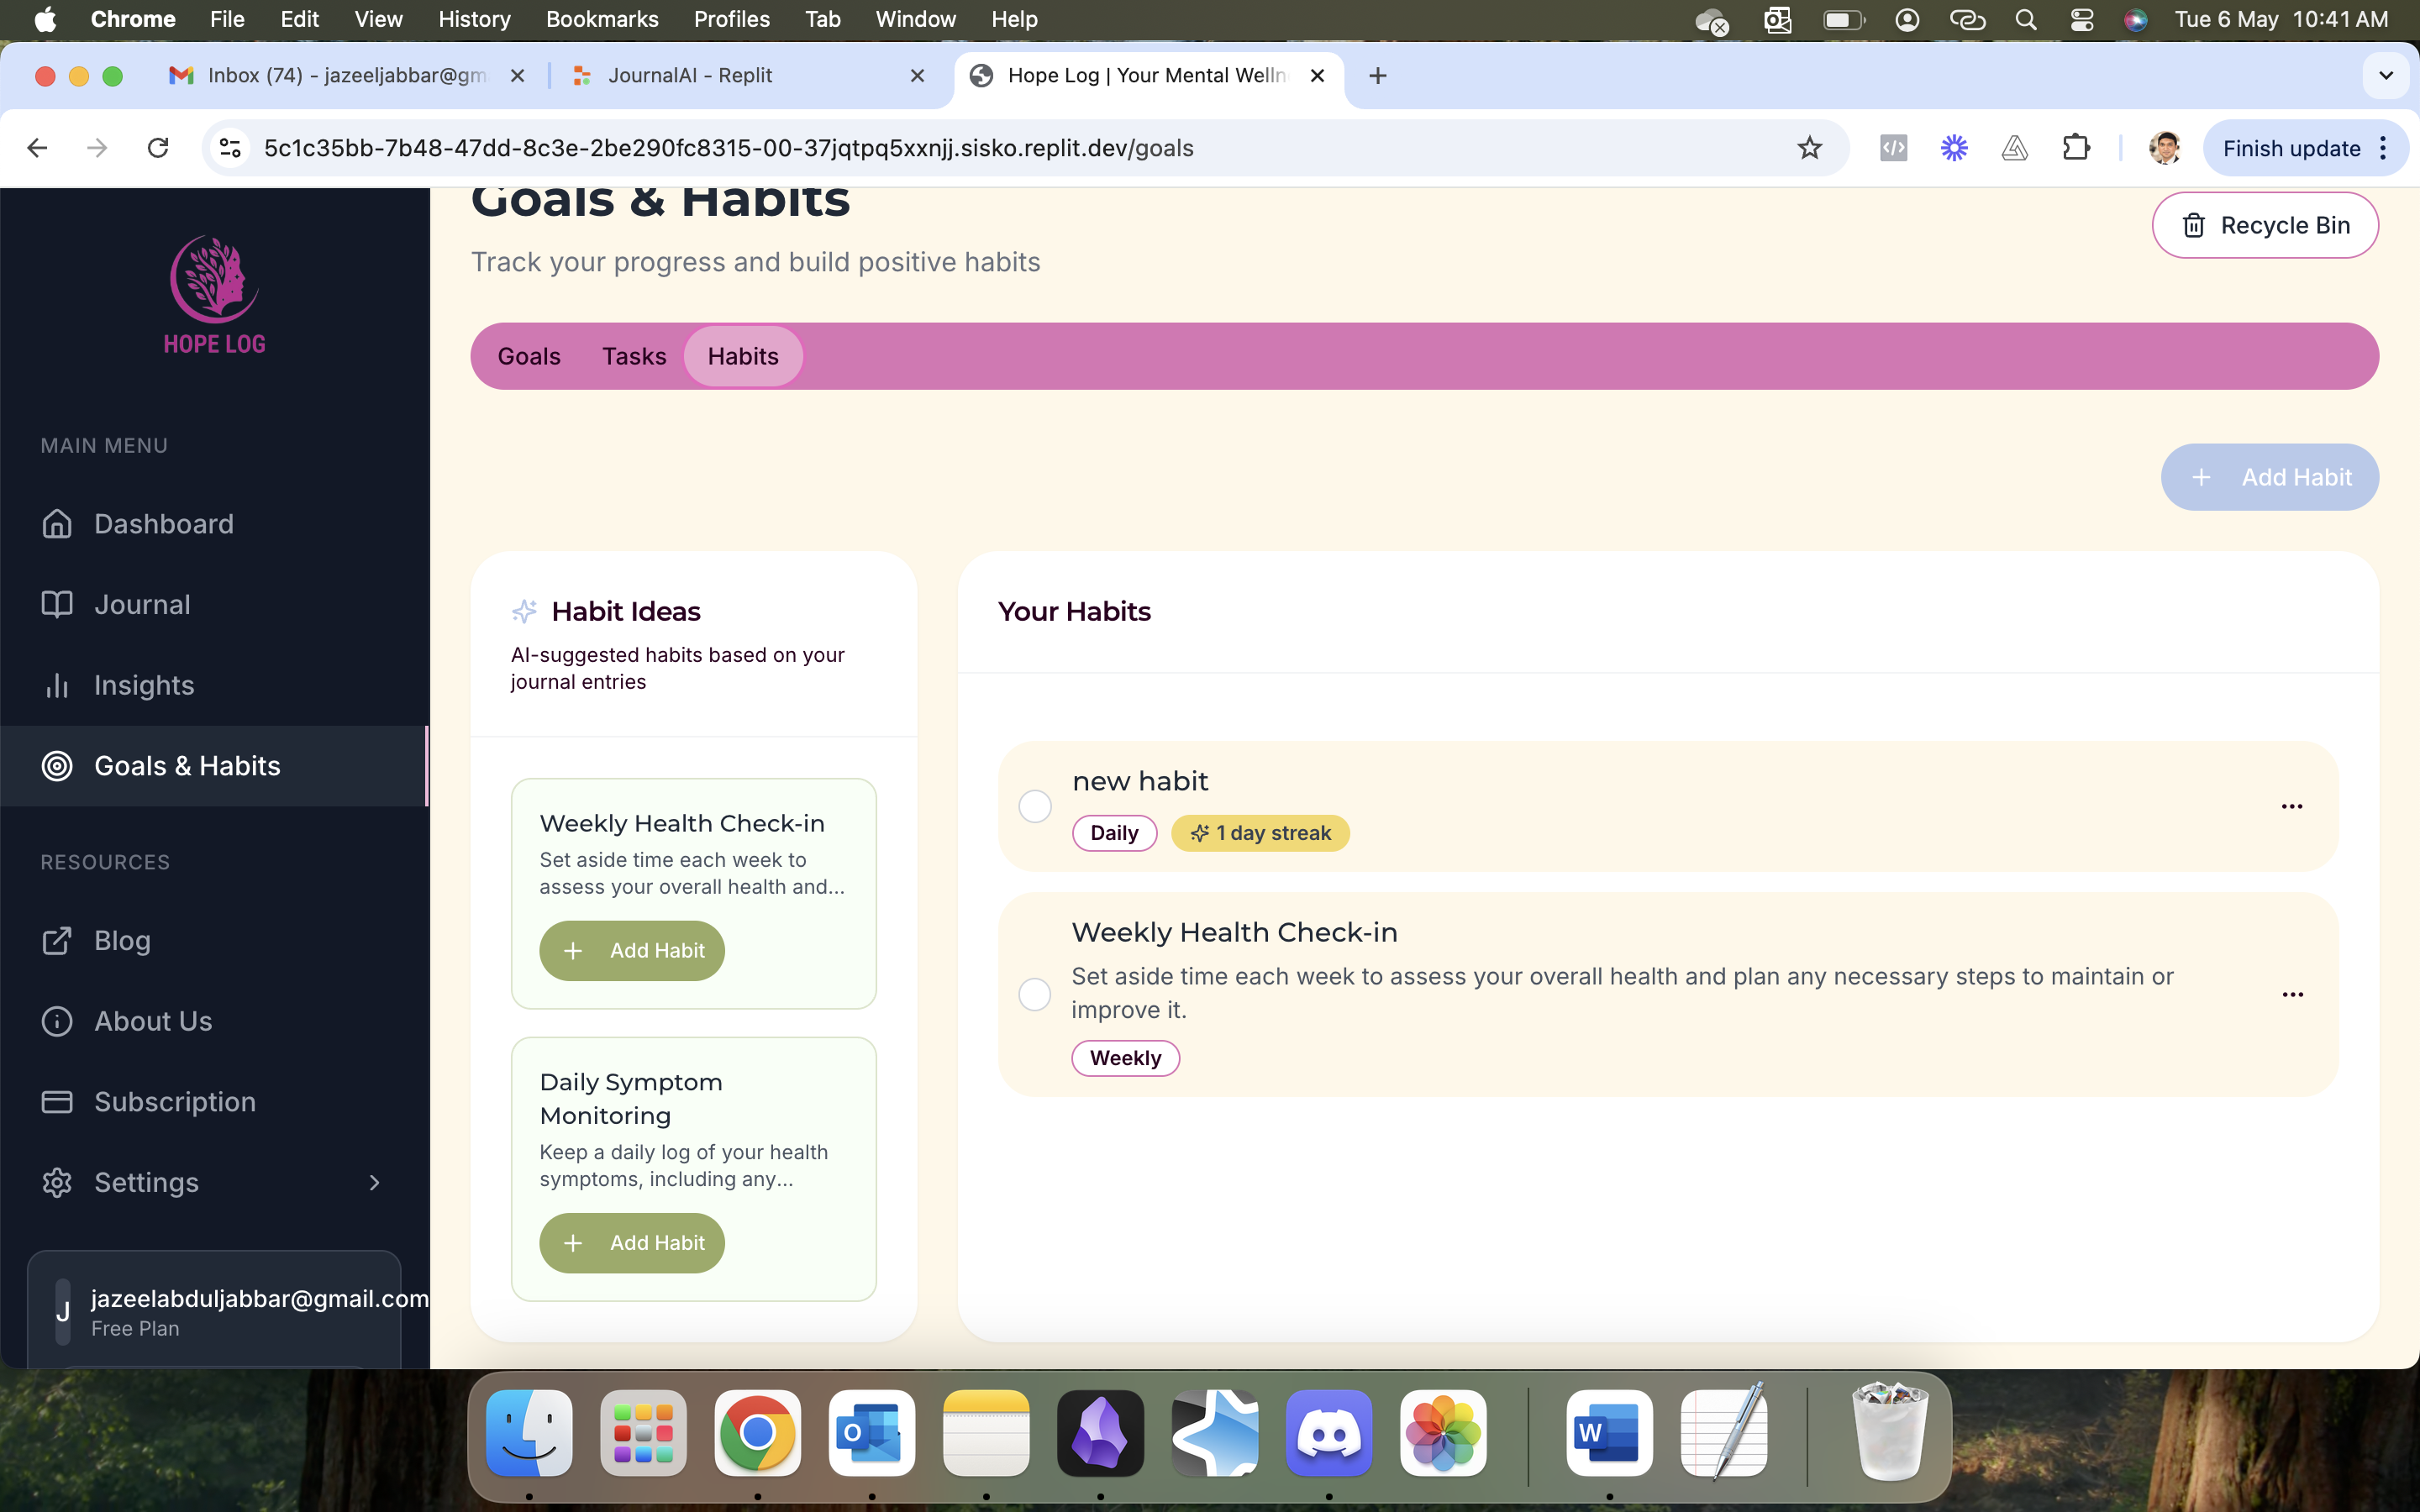 Chrome File Edit View History Bookmarks Profiles Tab Window Help Tue 6 May 10:41 AM
Inbox (74) - jazeeljabbar@gm
JournalAI - Replit
Hope Log | Your Mental Welln
5c1c35bb-7b48-47dd-8c3e-2be290fc8315-00-37jqtpq5xxnjj.sisko.replit.dev/goals
Finish update
HOPE LOG
MAIN MENU
Dashboard
Journal
Insights
Goals & Habits
RESOURCES
Blog
About Us
Subscription
Settings
J
jazeelabduljabbar@gmail.com
Free Plan
Goals & Habits
Track your progress and build positive habits
Recycle Bin
Goals Tasks Habits
+ Add Habit
Habit Ideas
AI-suggested habits based on your
journal entries
Weekly Health Check-in
Set aside time each week to
assess your overall health and...
+ Add Habit
Daily Symptom
Monitoring
Keep a daily log of your health
symptoms, including any...
+ Add Habit
Your Habits
new habit
Daily
1 day streak
Weekly Health Check-in
Set aside time each week to assess your overall health and plan any necessary steps to maintain or
improve it.
Weekly